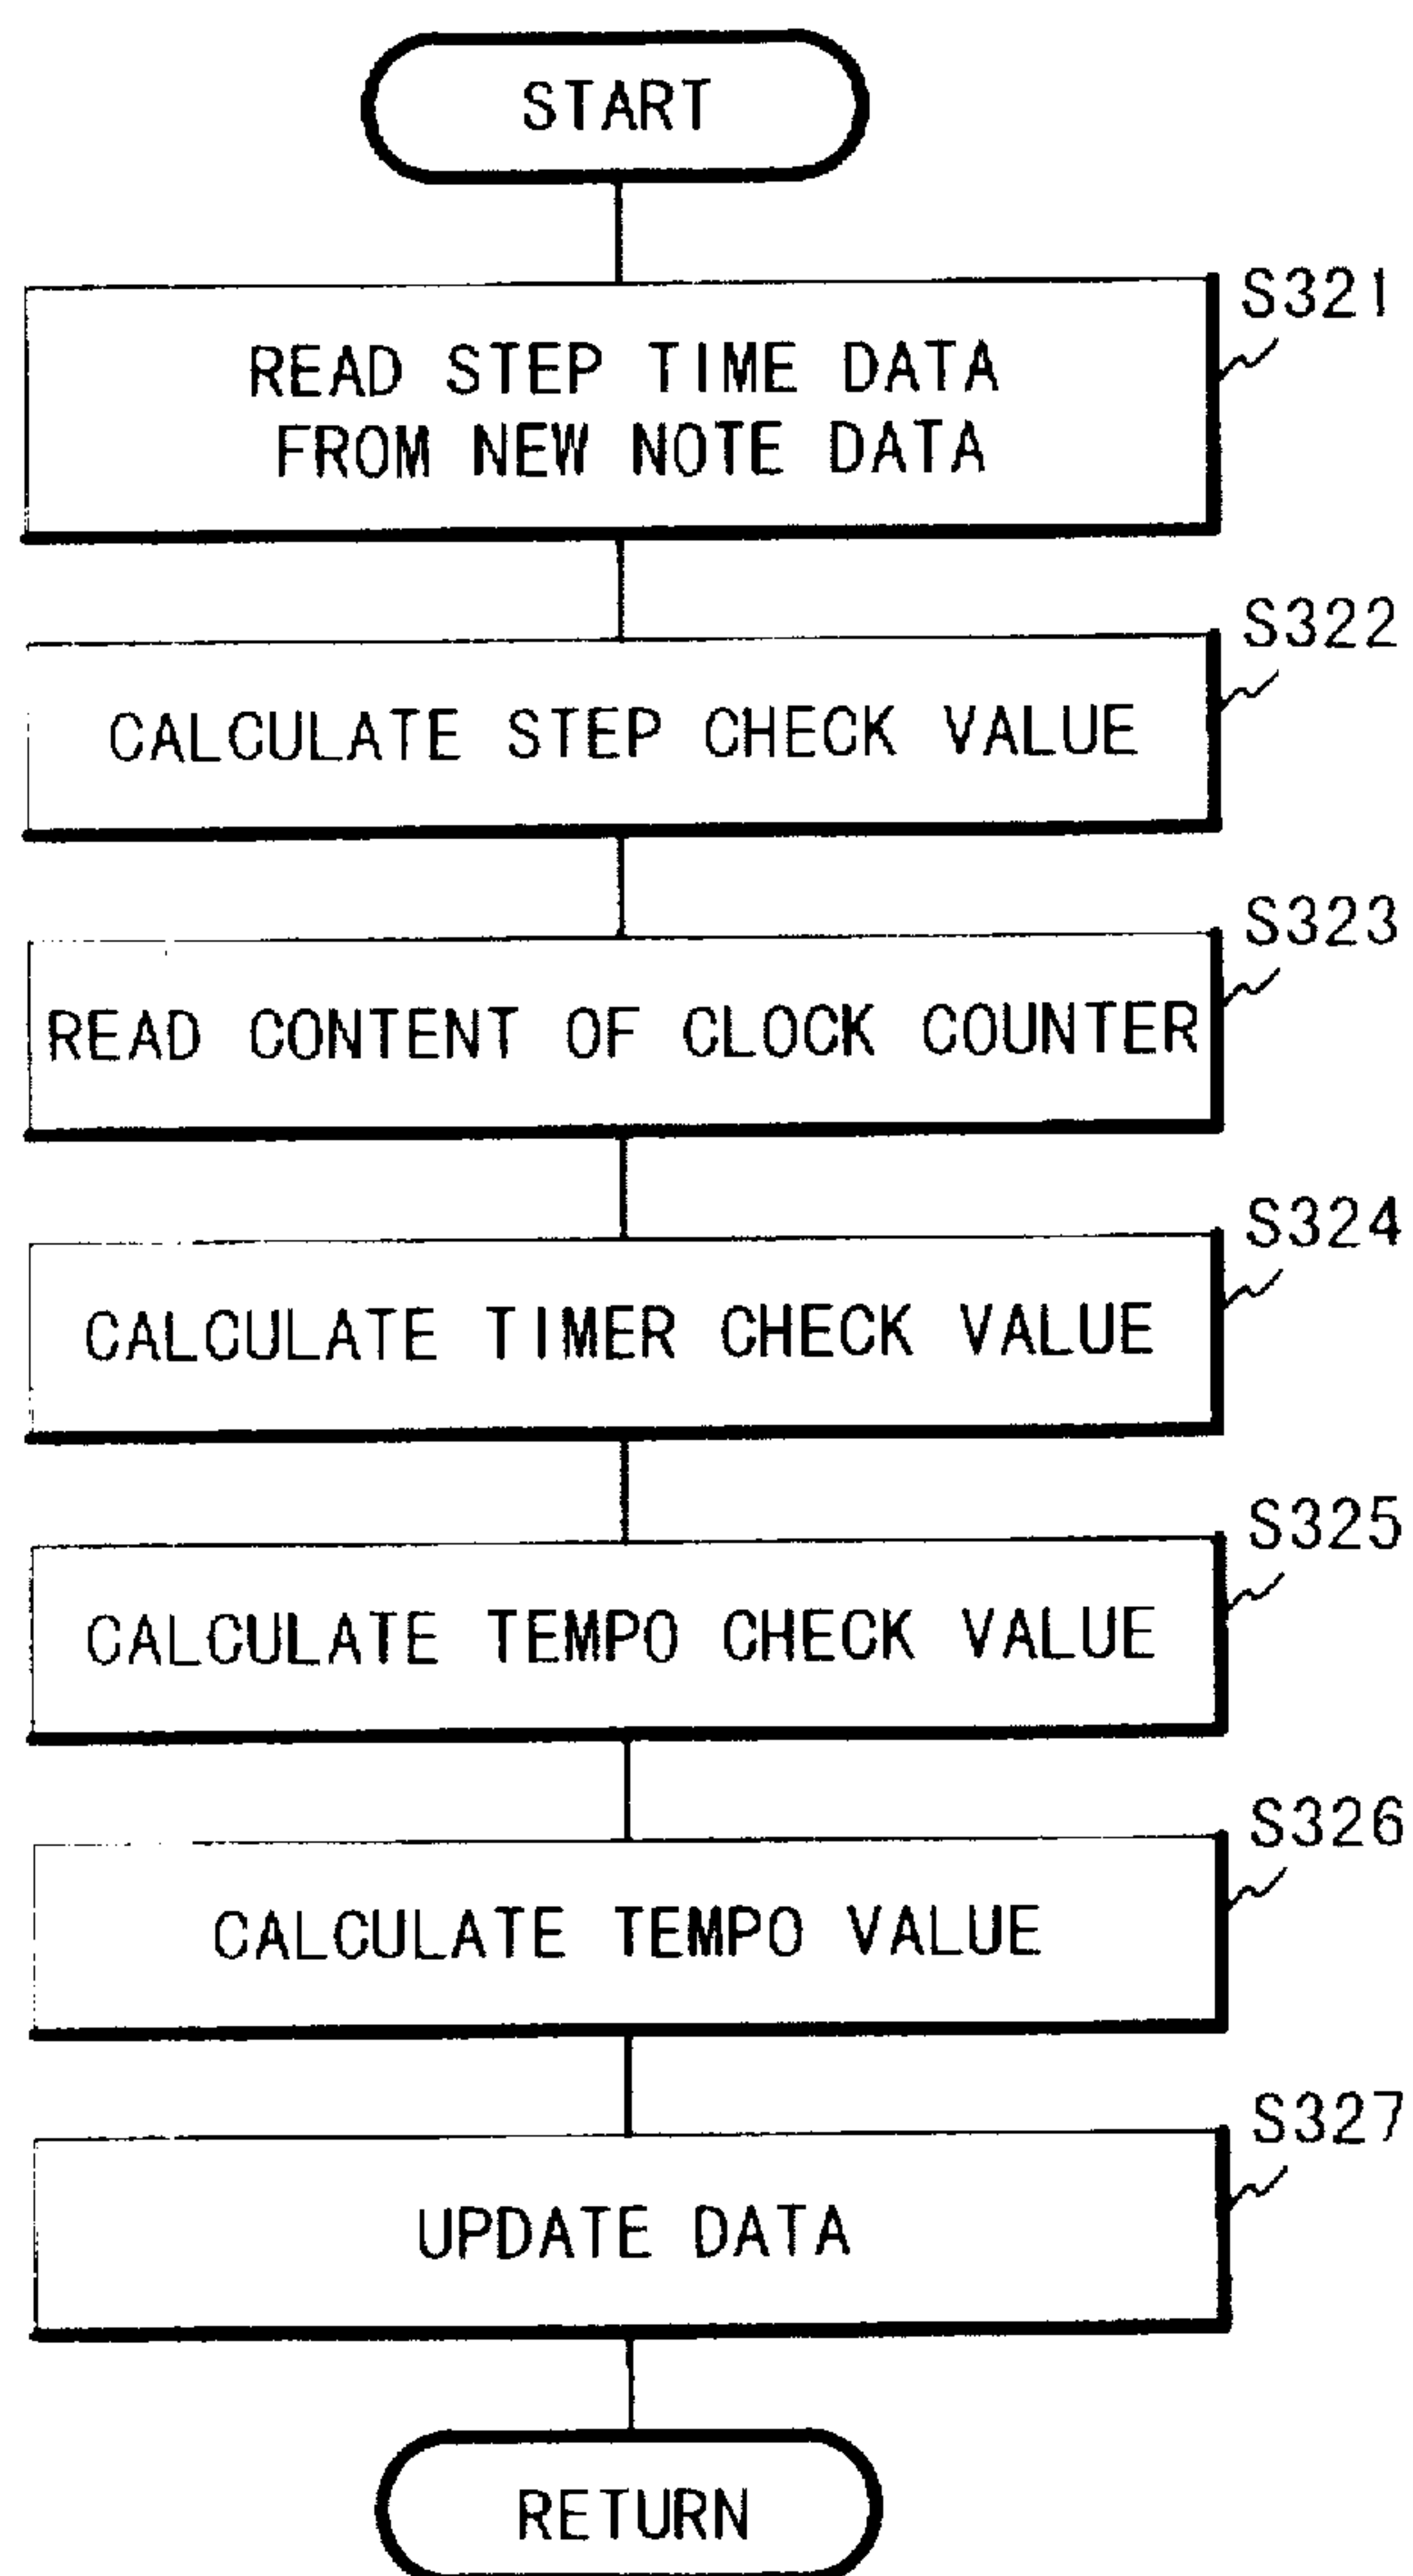 START
S321
READ STEP TIME DATA
FROM NEW NOTE DATA
S322
CALCULATE STEP CHECK VALUE
S323
READ CONTENT OF CLOCK COUNTER
S324
CALCULATE TIMER CHECK VALUE
S325
CALCULATE TEMPO CHECK VALUE
S326
CALCULATE TEMPO VALUE
S327
UPDATE DATA
RETURN